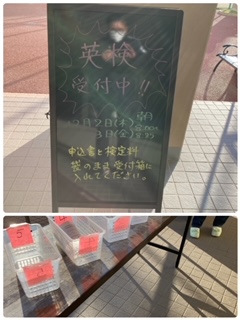 英検
受付中!!
2月2日(木)
3日(金)
申込書と検定料
袋のまま受付箱に
入れてください。